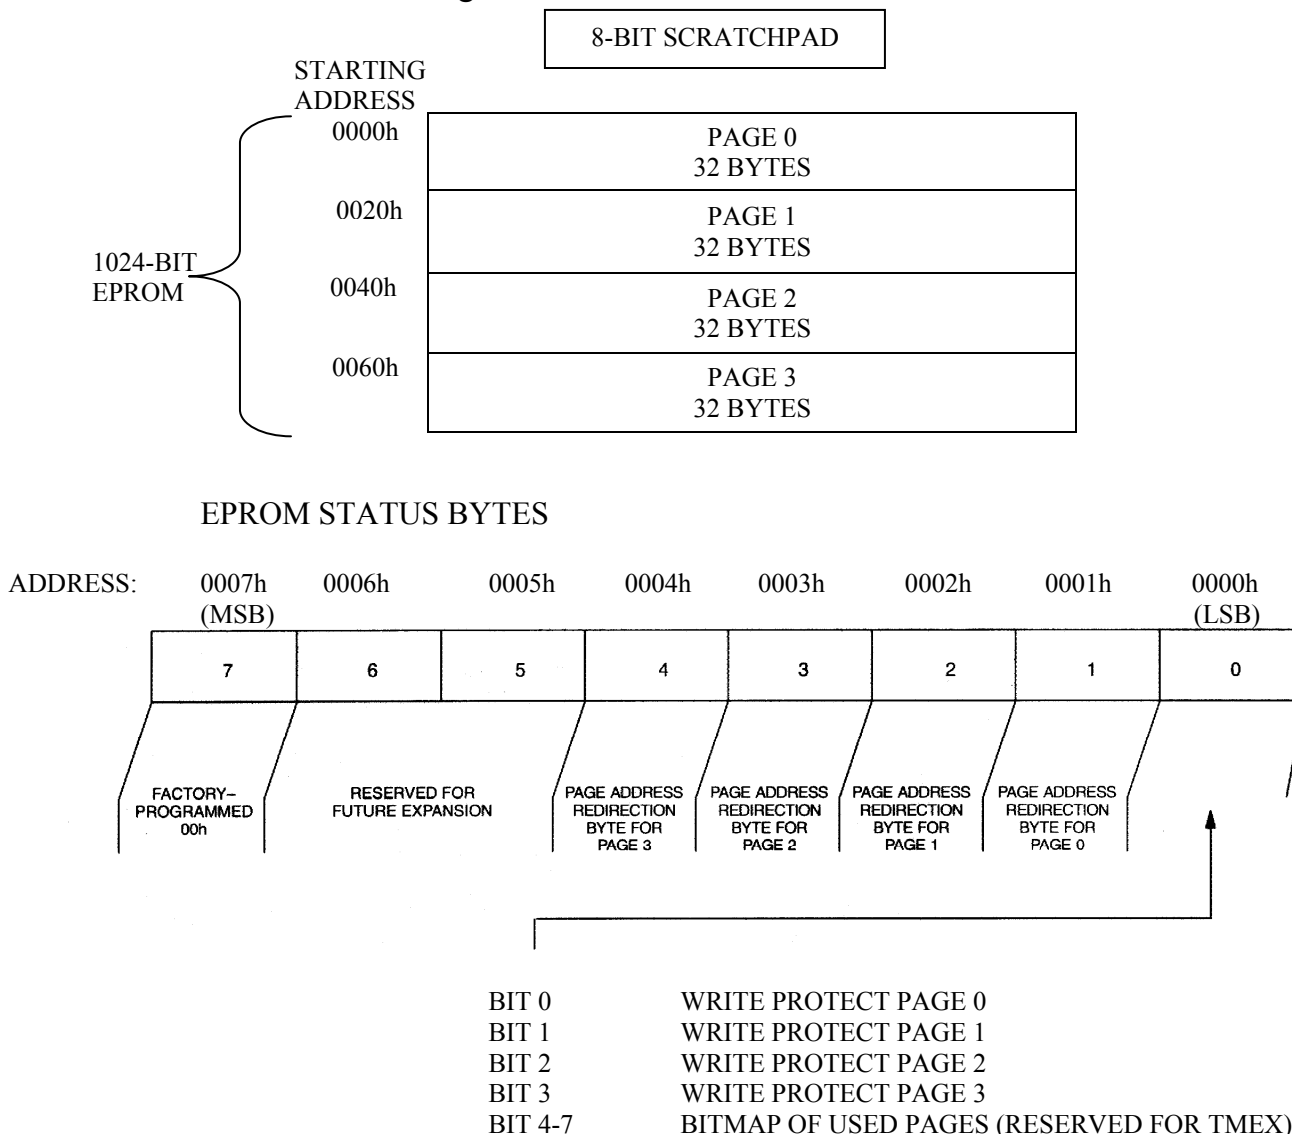 8-BIT SCRATCHPAD
STARTING
ADDRESS
0000h
PAGE 0
32 BYTES
0020h
PAGE 1
32 BYTES
1024-BIT
EPROM
0040h
PAGE 2
32 BYTES
0060h
PAGE 3
32 BYTES
EPROM STATUS BYTES
ADDRESS: 0007h 0006h 0005h 0004h 0003h 0002h 0001h 0000h
(MSB) (LSB)
7 6 5 4 3 2 1 0
FACTORY–
PROGRAMMED
00h
RESERVED FOR
FUTURE EXPANSION
PAGE ADDRESS
REDIRECTION
BYTE FOR
PAGE 3
PAGE ADDRESS
REDIRECTION
BYTE FOR
PAGE 2
PAGE ADDRESS
REDIRECTION
BYTE FOR
PAGE 1
PAGE ADDRESS
REDIRECTION
BYTE FOR
PAGE 0
BIT 0 WRITE PROTECT PAGE 0
BIT 1 WRITE PROTECT PAGE 1
BIT 2 WRITE PROTECT PAGE 2
BIT 3 WRITE PROTECT PAGE 3
BIT 4-7 BITMAP OF USED PAGES (RESERVED FOR TMEX)